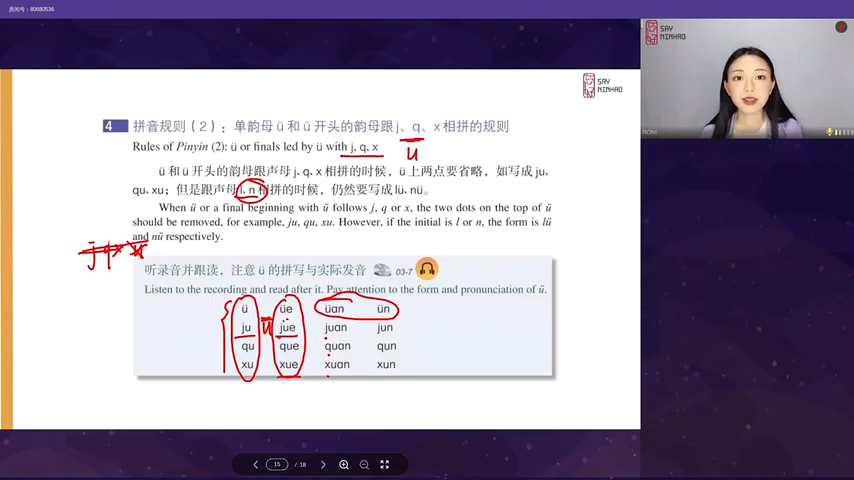 房间号：80680536
SAY
NINHAO
SAY
NINHAO
4 拼音规则（2）：单韵母 ü 和 ü 开头的韵母跟 j、q、x 相拼的规则
Rules of Pinyin (2): ü or finals led by ü with j, q, x
ü
ü 和 ü 开头的韵母跟声母 j、q、x 相拼的时候，ü 上两点要省略，如写成 ju、
qu、xu；但是跟声母 l、n 相拼的时候，仍然要写成 lü、nü。
When ü or a final beginning with ü follows j, q or x, the two dots on the top of ü
should be removed, for example, ju, qu, xu. However, if the initial is l or n, the form is lü
and nü respectively.
j q x ü
听录音并跟读，注意 ü 的拼写与实际发音 03-7
Listen to the recording and read after it. Pay attention to the form and pronunciation of ü.
ü üe üan ün
ju ü jue juan jun
qu que quan qun
xu xue xuan xun
15 / 18